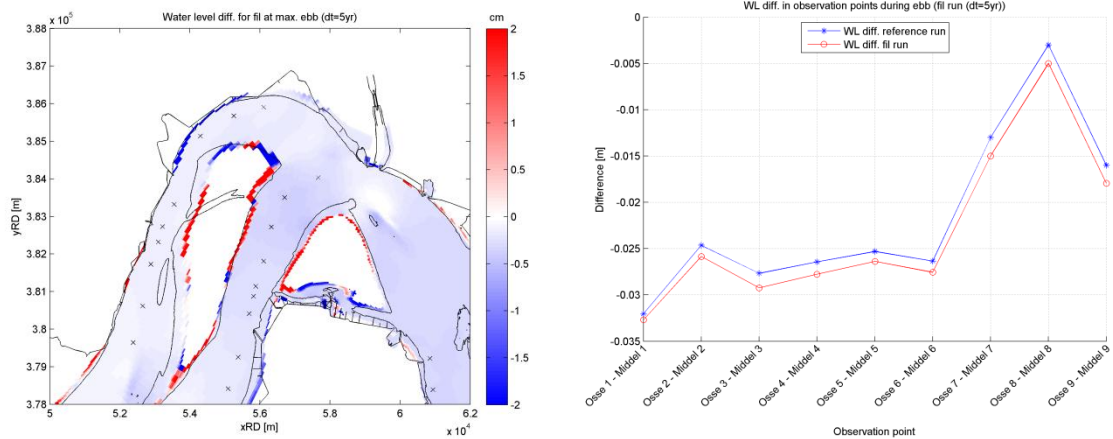 Water level diff. for fil at max. ebb (dt=5yr)
x 10^5
cm
3.88
3.87
3.86
3.85
3.84
3.83
3.82
3.81
3.8
3.79
3.78
yRD [m]
5
5.2
5.4
5.6
5.8
6
6.2
x 10^4
xRD [m]
2
1.5
1
0.5
0
-0.5
-1
-1.5
-2
WL diff. in observation points during ebb (fil run (dt=5yr))
WL diff. reference run
WL diff. fil run
0
-0.005
-0.01
-0.015
-0.02
-0.025
-0.03
-0.035
Difference [m]
Osse 1 - Middel 1
Osse 2 - Middel 2
Osse 3 - Middel 3
Osse 4 - Middel 4
Osse 5 - Middel 5
Osse 6 - Middel 6
Osse 7 - Middel 7
Osse 8 - Middel 8
Osse 9 - Middel 9
Observation point